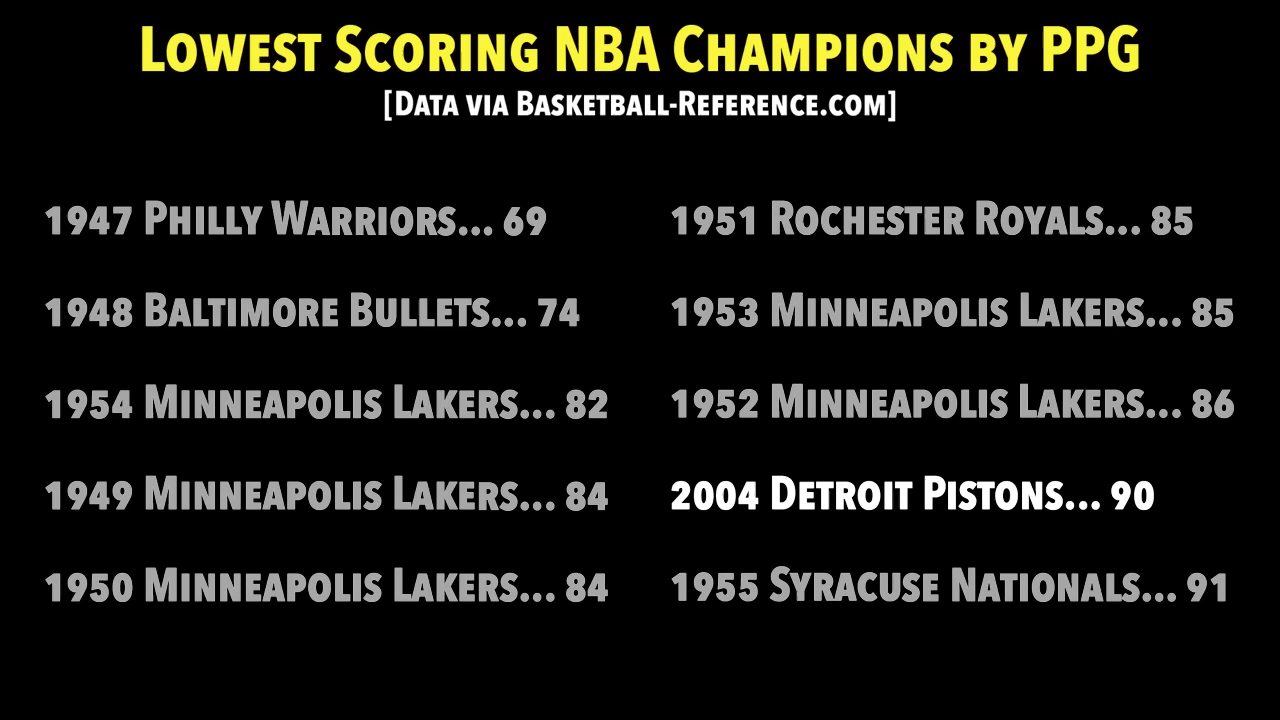 Lowest Scoring NBA Champions by PPG
[Data via Basketball-Reference.com]
1947 Philly Warriors... 69
1948 Baltimore Bullets... 74
1954 Minneapolis Lakers... 82
1949 Minneapolis Lakers... 84
1950 Minneapolis Lakers... 84
1951 Rochester Royals... 85
1953 Minneapolis Lakers... 85
1952 Minneapolis Lakers... 86
2004 Detroit Pistons... 90
1955 Syracuse Nationals... 91